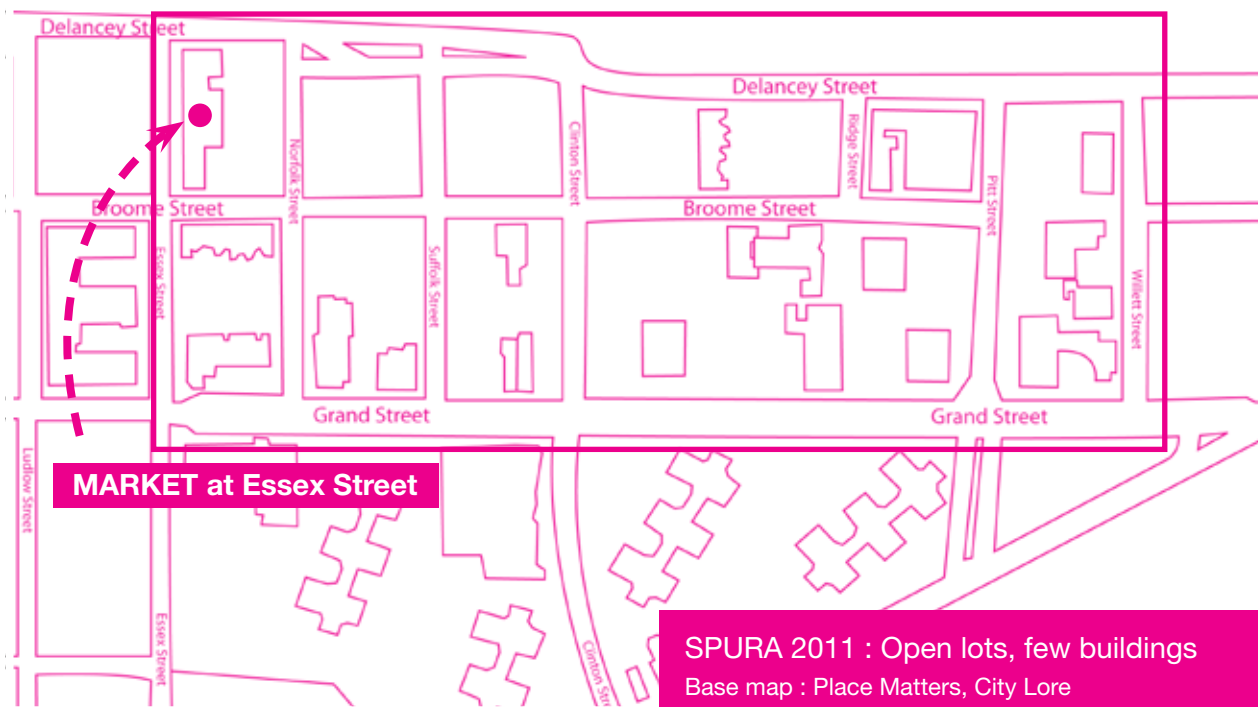 Delancey Street
Delancey Street
Norfolk Street
Clinton Street
Ridge Street
Pitt Street
Broome Street
Broome Street
Essex Street
Suffolk Street
Willett Street
Grand Street
Grand Street
Ludlow Street
MARKET at Essex Street
Essex Street
Clinton Stre
SPURA 2011 : Open lots, few buildings
Base map : Place Matters, City Lore